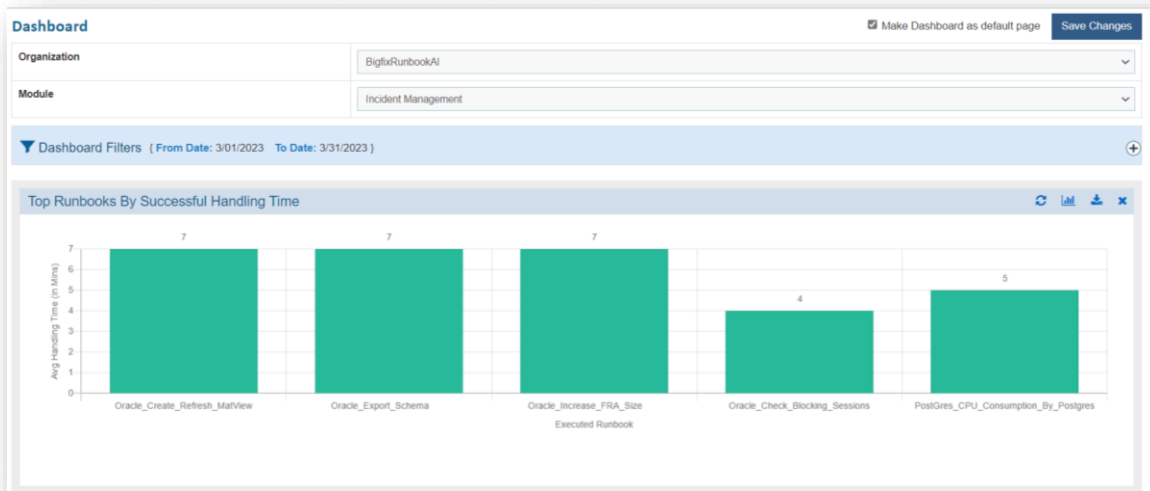 Dashboard
Make Dashboard as default page
Save Changes
Organization
BigfixRunbookAI
Module
Incident Management
Dashboard Filters { From Date: 3/01/2023 To Date: 3/31/2023 }
Top Runbooks By Successful Handling Time
7 7 7 4 5
Avg Handling Time (in Mins)
7
6
5
4
3
2
1
0
Oracle_Create_Refresh_MatView Oracle_Export_Schema Oracle_Increase_FRA_Size Oracle_Check_Blocking_Sessions PostGres_CPU_Consumption_By_Postgres
Executed Runbook